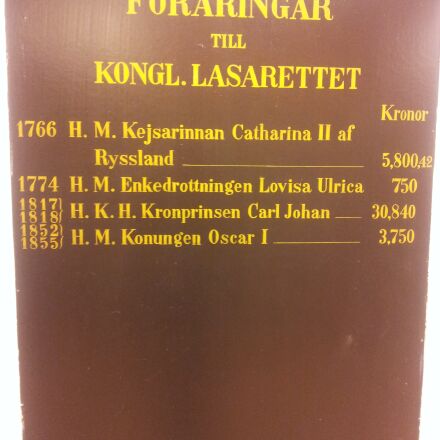 FÖRÄRINGAR
TILL
KONGL. LASARETTET
Kronor
1766 H. M. Kejsarinnan Catharina II af
Ryssland 5,800,42
1774 H. M. Enkedrottningen Lovisa Ulrica 750
1817
1818} H. K. H. Kronprinsen Carl Johan 30,840
1852
1855} H. M. Konungen Oscar I 3,750